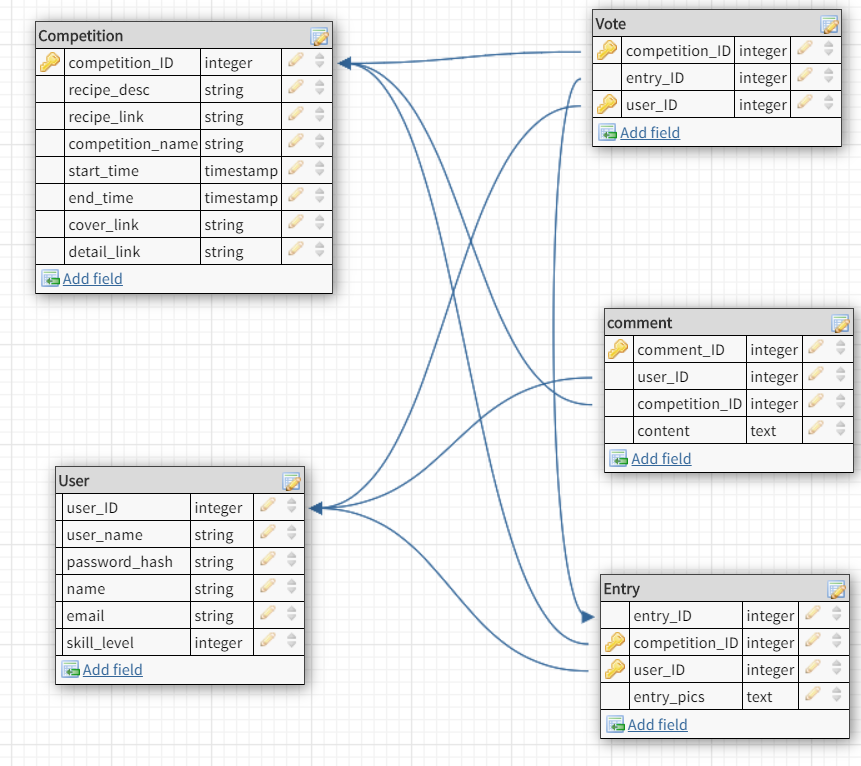 Competition
competition_ID integer
recipe_desc string
recipe_link string
competition_name string
start_time timestamp
end_time timestamp
cover_link string
detail_link string
Add field
Vote
competition_ID integer
entry_ID integer
user_ID integer
Add field
comment
comment_ID integer
user_ID integer
competition_ID integer
content text
Add field
User
user_ID integer
user_name string
password_hash string
name string
email string
skill_level integer
Add field
Entry
entry_ID integer
competition_ID integer
user_ID integer
entry_pics text
Add field